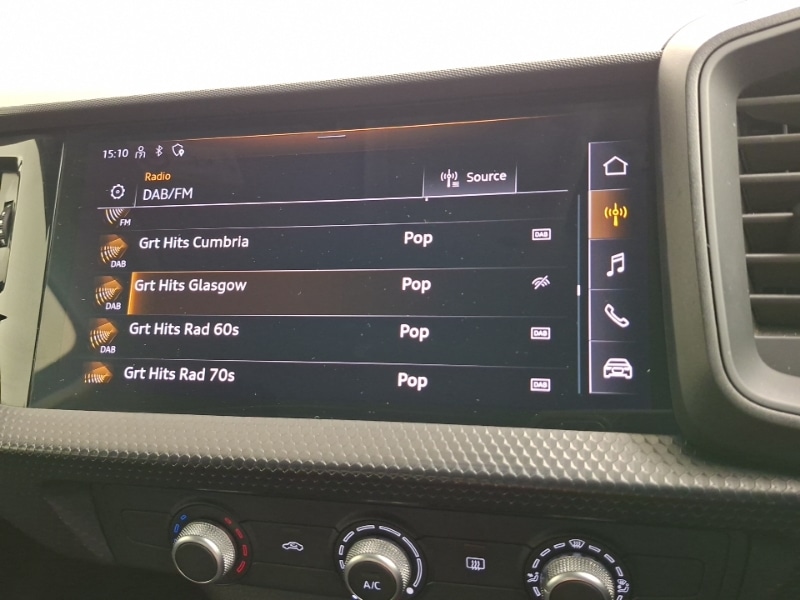 15:10
Radio
DAB/FM
Source
FM
Grt Hits Cumbria Pop DAB
DAB
Grt Hits Glasgow Pop
DAB
Grt Hits Rad 60s Pop DAB
DAB
Grt Hits Rad 70s Pop DAB
A/C